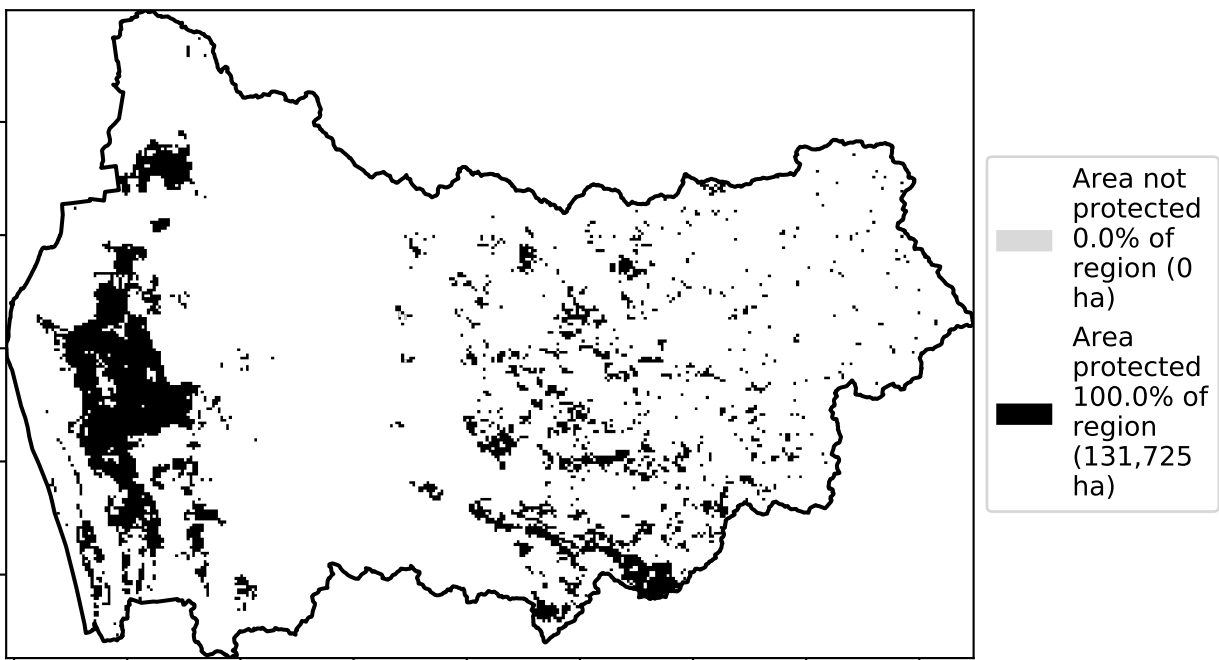 Area not
protected
0.0% of
region (0
ha)
Area
protected
100.0% of
region
(131,725
ha)